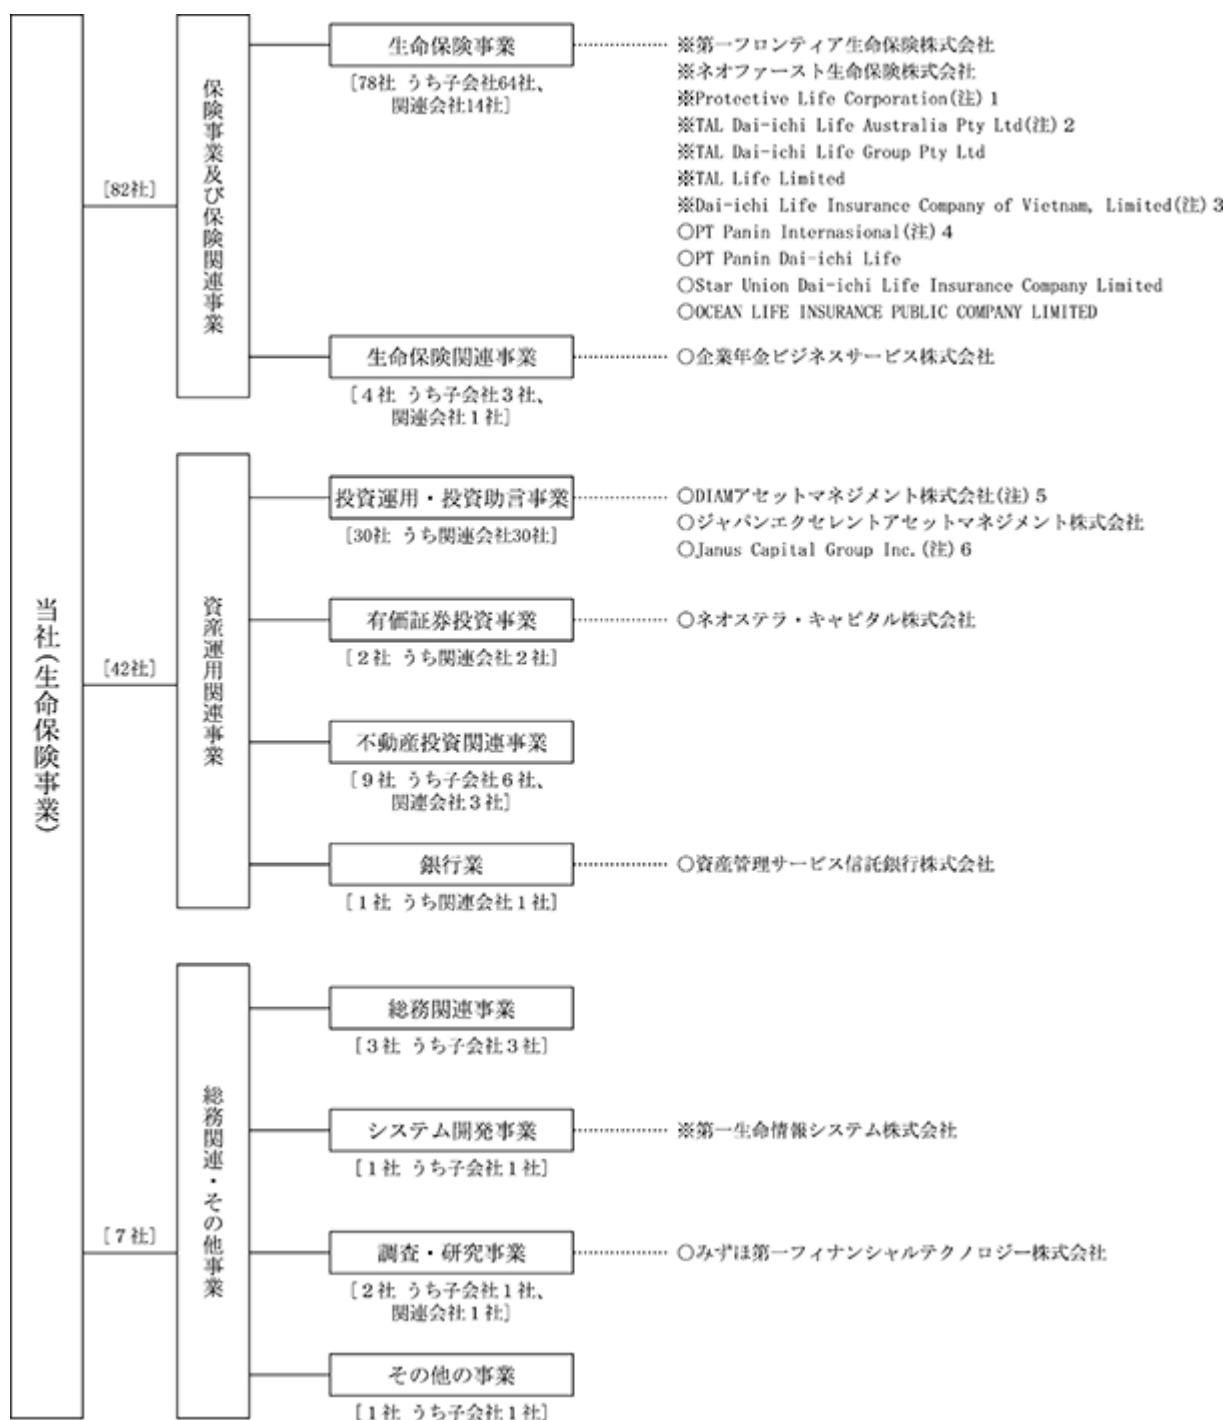 当社(生命保険事業)
[82社]
保険事業及び保険関連事業
生命保険事業
[78社 うち子会社64社、
関連会社14社]
※第一フロンティア生命保険株式会社
※ネオファースト生命保険株式会社
※Protective Life Corporation(注)1
※TAL Dai-ichi Life Australia Pty Ltd(注)2
※TAL Dai-ichi Life Group Pty Ltd
※TAL Life Limited
※Dai-ichi Life Insurance Company of Vietnam, Limited(注)3
○PT Panin Internasional(注)4
○PT Panin Dai-ichi Life
○Star Union Dai-ichi Life Insurance Company Limited
○OCEAN LIFE INSURANCE PUBLIC COMPANY LIMITED
生命保険関連事業
[4社 うち子会社3社、
関連会社1社]
○企業年金ビジネスサービス株式会社
[42社]
資産運用関連事業
投資運用・投資助言事業
[30社 うち関連会社30社]
○DIAMアセットマネジメント株式会社(注)5
○ジャパンエクセレントアセットマネジメント株式会社
○Janus Capital Group Inc.(注)6
有価証券投資事業
[2社 うち関連会社2社]
○ネオステラ・キャピタル株式会社
不動産投資関連事業
[9社 うち子会社6社、
関連会社3社]
銀行業
[1社 うち関連会社1社]
○資産管理サービス信託銀行株式会社
[7社]
総務関連・その他事業
総務関連事業
[3社 うち子会社3社]
システム開発事業
[1社 うち子会社1社]
※第一生命情報システム株式会社
調査・研究事業
[2社 うち子会社1社、
関連会社1社]
○みずほ第一フィナンシャルテクノロジー株式会社
その他の事業
[1社 うち子会社1社]